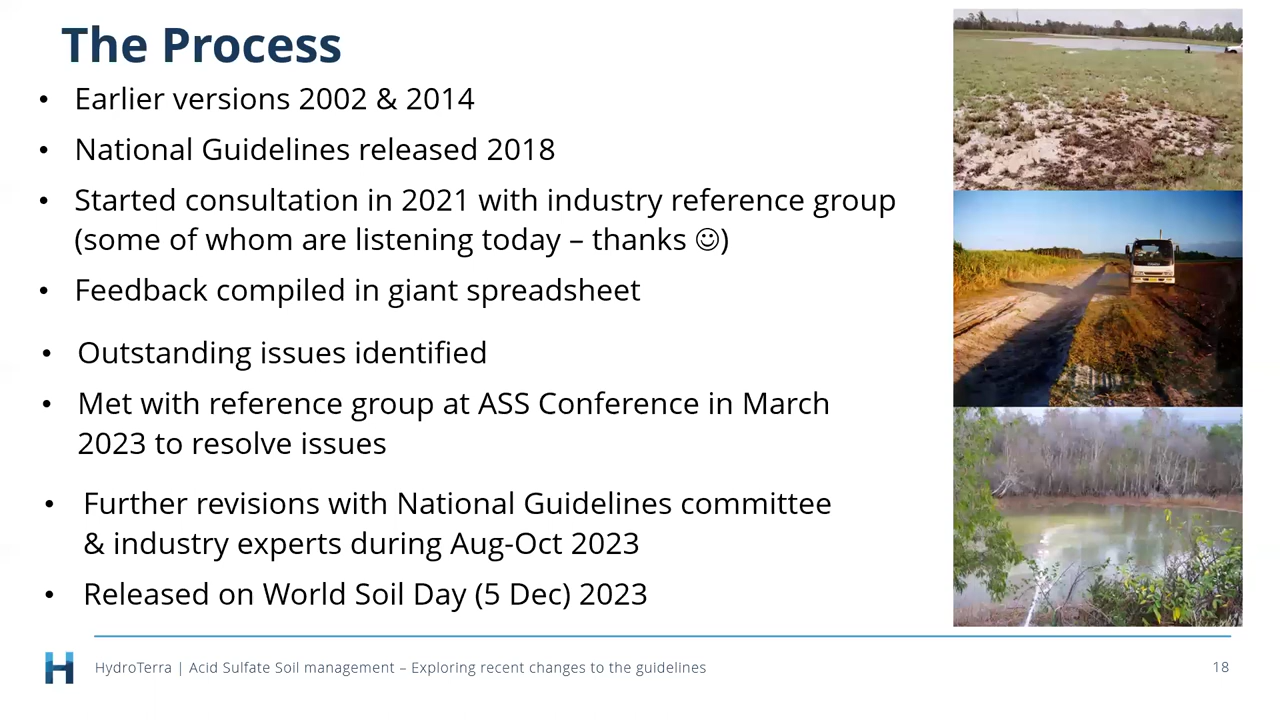 The Process
• Earlier versions 2002 & 2014
• National Guidelines released 2018
• Started consultation in 2021 with industry reference group
(some of whom are listening today – thanks ☺)
• Feedback compiled in giant spreadsheet
• Outstanding issues identified
• Met with reference group at ASS Conference in March
2023 to resolve issues
• Further revisions with National Guidelines committee
& industry experts during Aug-Oct 2023
• Released on World Soil Day (5 Dec) 2023
H HydroTerra | Acid Sulfate Soil management – Exploring recent changes to the guidelines 18